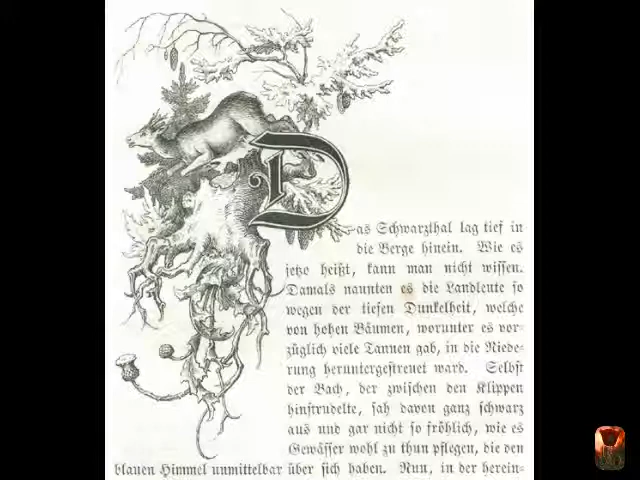 Das Schwarzthal lag tief in
die Berge hinein. Wie es
jetzo heißt, kann man nicht wissen.
Damals nannten es die Landleute so
wegen der tiefen Dunkelheit, welche
von hohen Bäumen, worunter es vor-
züglich viele Tannen gab, in die Niede-
rung heruntergestreuet ward. Selbst
der Bach, der zwischen den Klippen
hinstrudelte, sah davon ganz schwarz
aus und gar nicht so fröhlich, wie es
Gewässer wohl zu thun pflegen, die den
blauen Himmel unmittelbar über sich haben. Nun, in der herein-